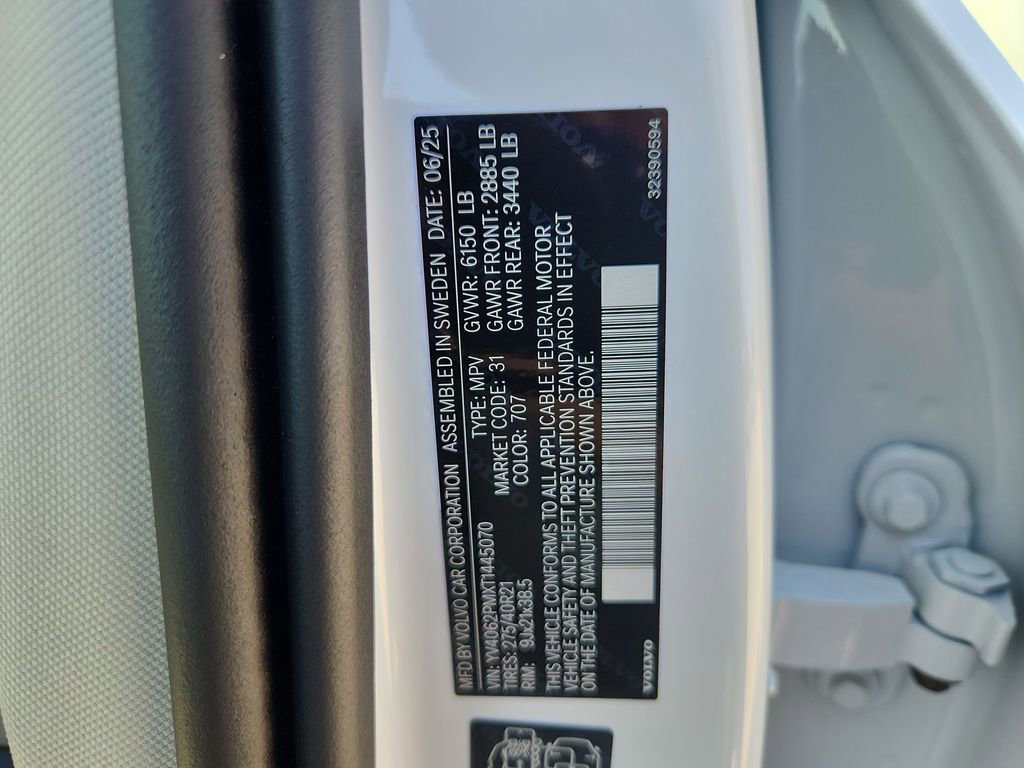 MFD BY VOLVO CAR CORPORATION ASSEMBLED IN SWEDEN DATE: 06/25
VIN: YV4062PMXT1445070 TYPE: MPV GVWR: 6150 LB
TIRES: 275/40R21 MARKET CODE: 31 GAWR FRONT: 2885 LB
RIM: 9Jx21x38.5 COLOR: 707 GAWR REAR: 3440 LB
THIS VEHICLE CONFORMS TO ALL APPLICABLE FEDERAL MOTOR
VEHICLE SAFETY AND THEFT PREVENTION STANDARDS IN EFFECT
ON THE DATE OF MANUFACTURE SHOWN ABOVE.
VOLVO 32390594